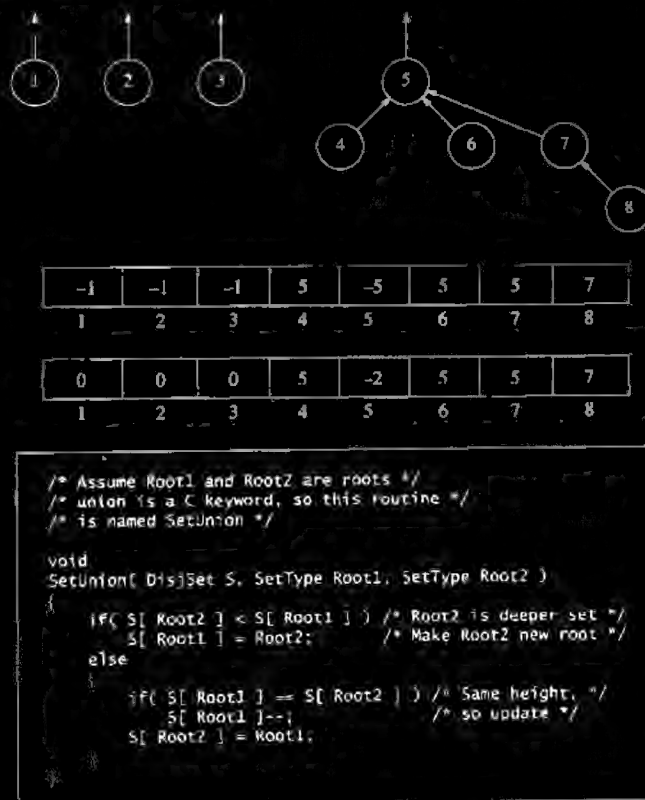 1 2 3 5
4 6 7
8
-1 -1 -1 5 -5 5 5 7
1 2 3 4 5 6 7 8
0 0 0 5 -2 5 5 7
1 2 3 4 5 6 7 8
/* Assume Root1 and Root2 are roots */
/* union is a C keyword, so this routine */
/* is named SetUnion */
void
SetUnion( DisjSet S, SetType Root1, SetType Root2 )
{
if( S[ Root2 ] < S[ Root1 ] ) /* Root2 is deeper set */
S[ Root1 ] = Root2; /* Make Root2 new root */
else
if( S[ Root1 ] == S[ Root2 ] ) /* Same height, */
S[ Root1 ]--; /* so update */
S[ Root2 ] = Root1;